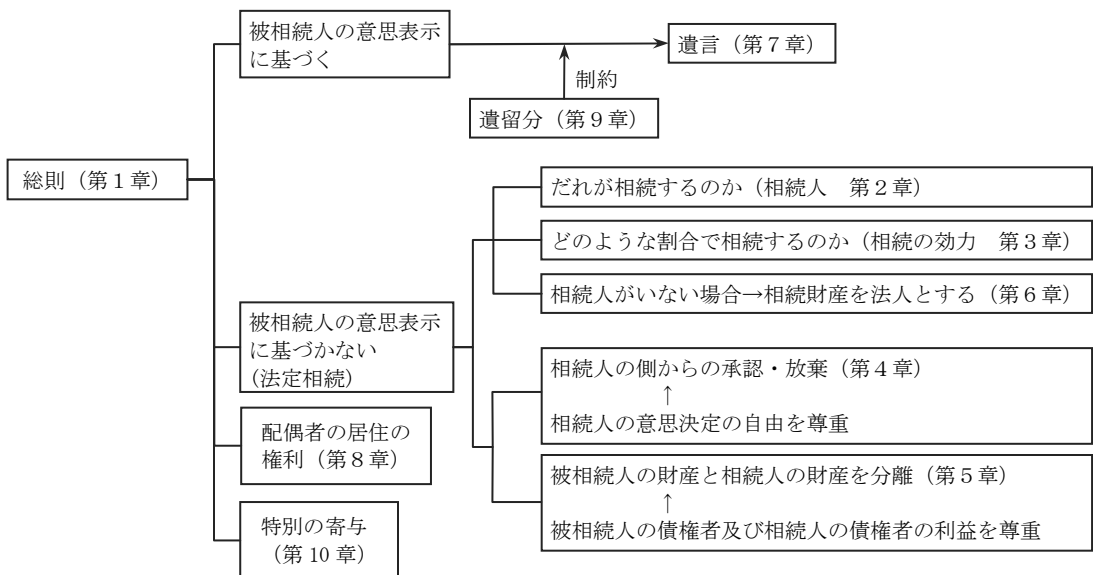 総則（第１章）
被相続人の意思表示
に基づく
遺言（第７章）
制約
遺留分（第９章）
被相続人の意思表示
に基づかない
(法定相続)
だれが相続するのか（相続人　第２章）
どのような割合で相続するのか（相続の効力　第３章）
相続人がいない場合→相続財産を法人とする（第６章）
相続人の側からの承認・放棄（第４章）
↑
相続人の意思決定の自由を尊重
被相続人の財産と相続人の財産を分離（第５章）
↑
被相続人の債権者及び相続人の債権者の利益を尊重
配偶者の居住の
権利（第８章）
特別の寄与
（第 10 章）